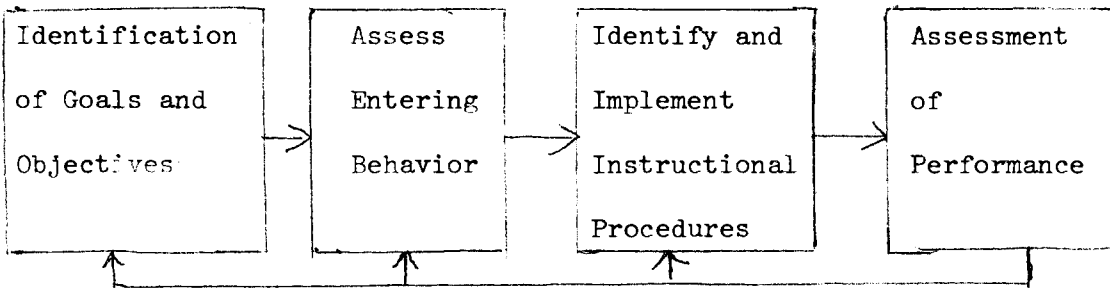 Identification
of Goals and
Objectives
Assess
Entering
Behavior
Identify and
Implement
Instructional
Procedures
Assessment
of
Performance